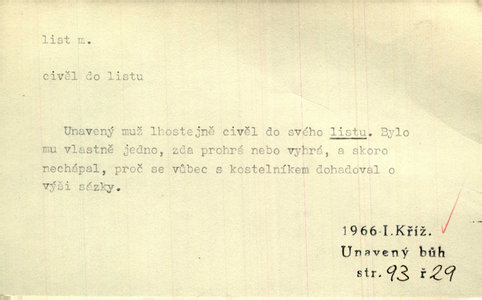 list m.
civěl do listu
Unavený muž lhostejně civěl do svého listu. Bylo
mu vlastně jedno, zda prohrá nebo vyhrá, a skoro
nechápal, proč se vůbec s kostelníkem dohadoval o
výši sázky.
1966-I.Kříž.
Unavený bůh
str. 93 ř 29